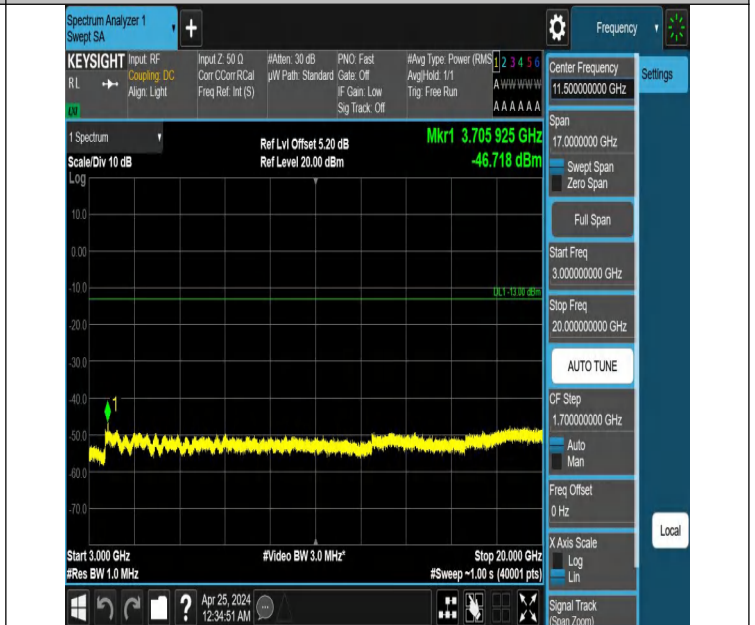 Spectrum Analyzer 1
Swept SA
Frequency
KEYSIGHT
Input: RF
Coupling: DC
Align: Light
Input Z: 50 Ω
Corr CCorr RCal
Freq Ref: Int (S)
#Atten: 30 dB
µW Path: Standard
PNO: Fast
Gate: Off
IF Gain: Low
Sig Track: Off
#Avg Type: Power (RMS
Avg|Hold: 1/1
Trig: Free Run
1 2 3 4 5 6
A W W W W W
A A A A A A
R L
LXI
Center Frequency
11.500000000 GHz
Settings
1 Spectrum
Scale/Div 10 dB
Log
Ref Lvl Offset 5.20 dB
Ref Level 20.00 dBm
Mkr1 3.705 925 GHz
-46.718 dBm
Span
17.0000000 GHz
Swept Span
Zero Span
Full Span
Start Freq
3.000000000 GHz
Stop Freq
20.000000000 GHz
AUTO TUNE
CF Step
1.700000000 GHz
Auto
Man
Freq Offset
0 Hz
X Axis Scale
Log
Lin
Signal Track
(Span Zoom)
Local
10.0
0.00
-10.0
DL1 -13.00 dBm
-20.0
-30.0
-40.0
1
-50.0
-60.0
-70.0
Start 3.000 GHz
#Res BW 1.0 MHz
#Video BW 3.0 MHz*
Stop 20.000 GHz
#Sweep ~1.00 s (40001 pts)
?
Apr 25, 2024
12:34:51 AM